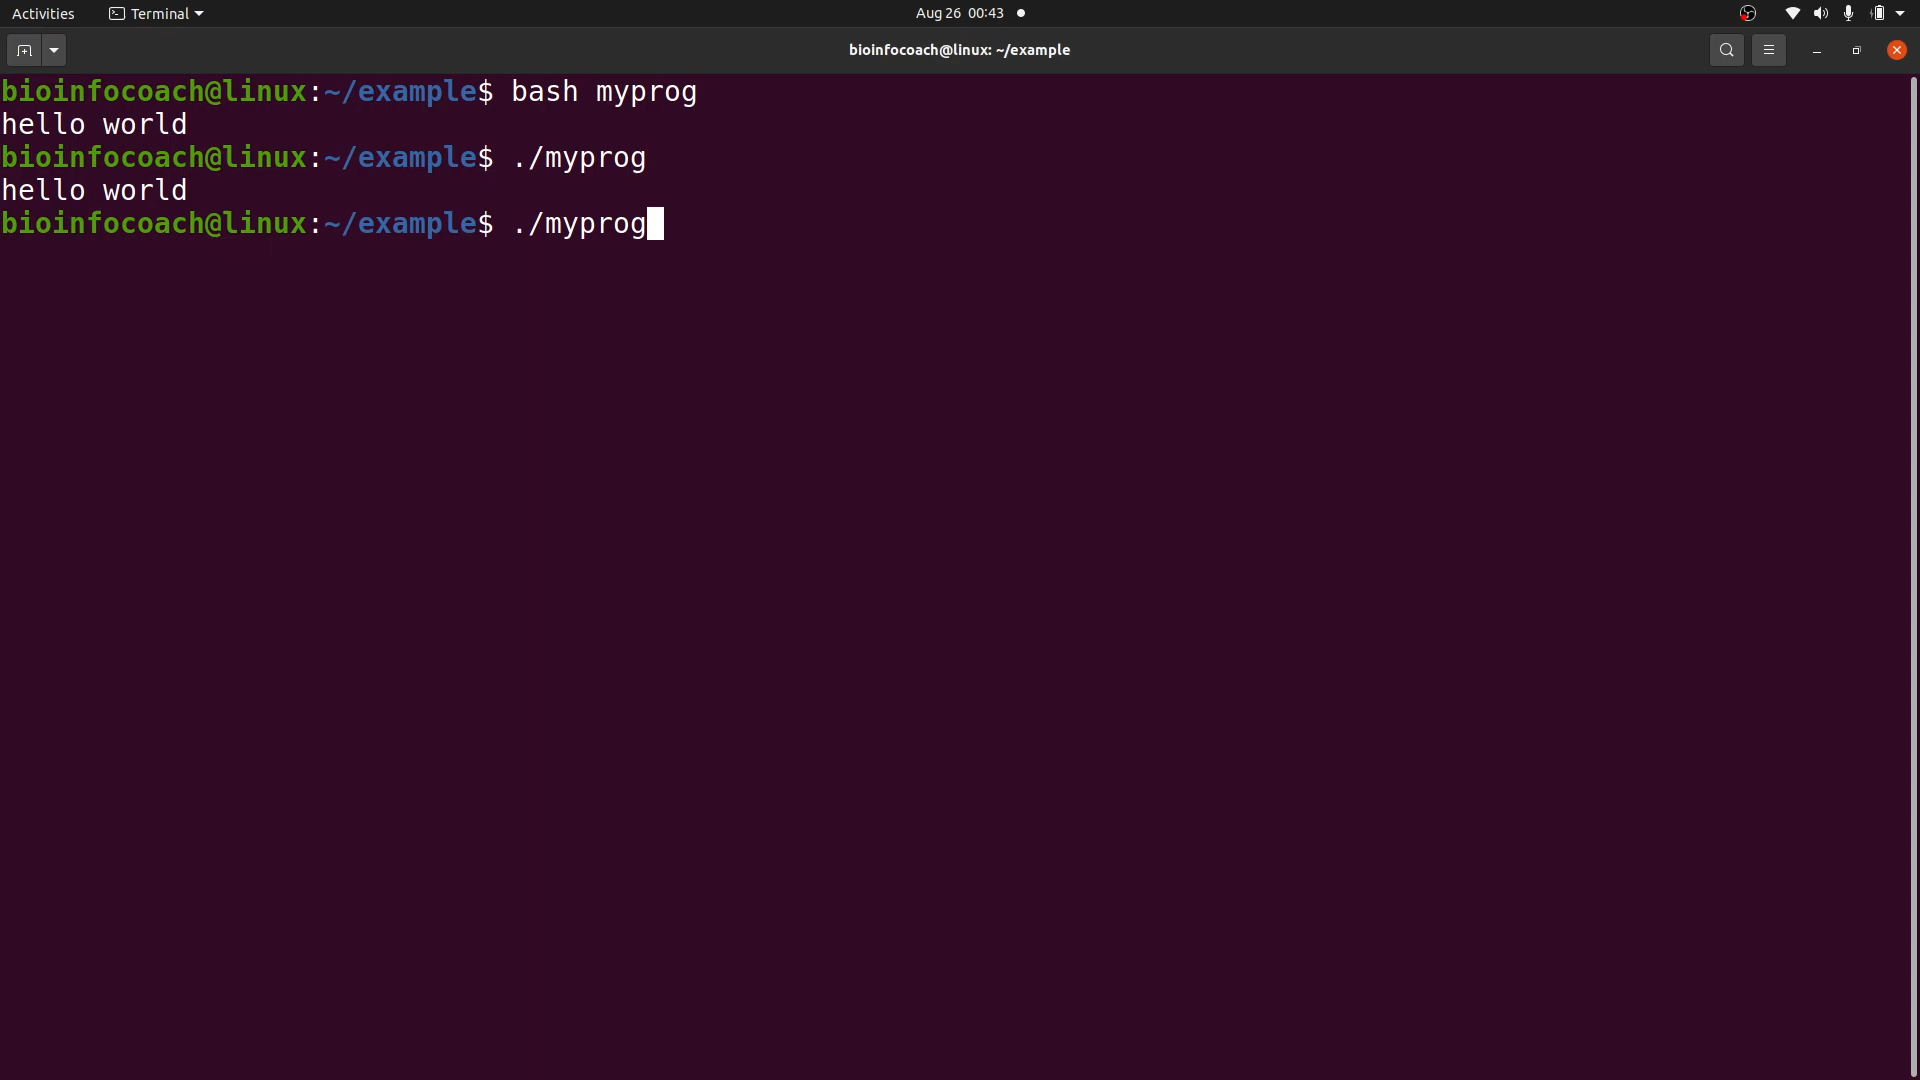 Activities
Terminal
Aug 26 00:43
bioinfocoach@linux: ~/example
bioinfocoach@linux:~/example$ bash myprog
hello world
bioinfocoach@linux:~/example$ ./myprog
hello world
bioinfocoach@linux:~/example$ ./myprog